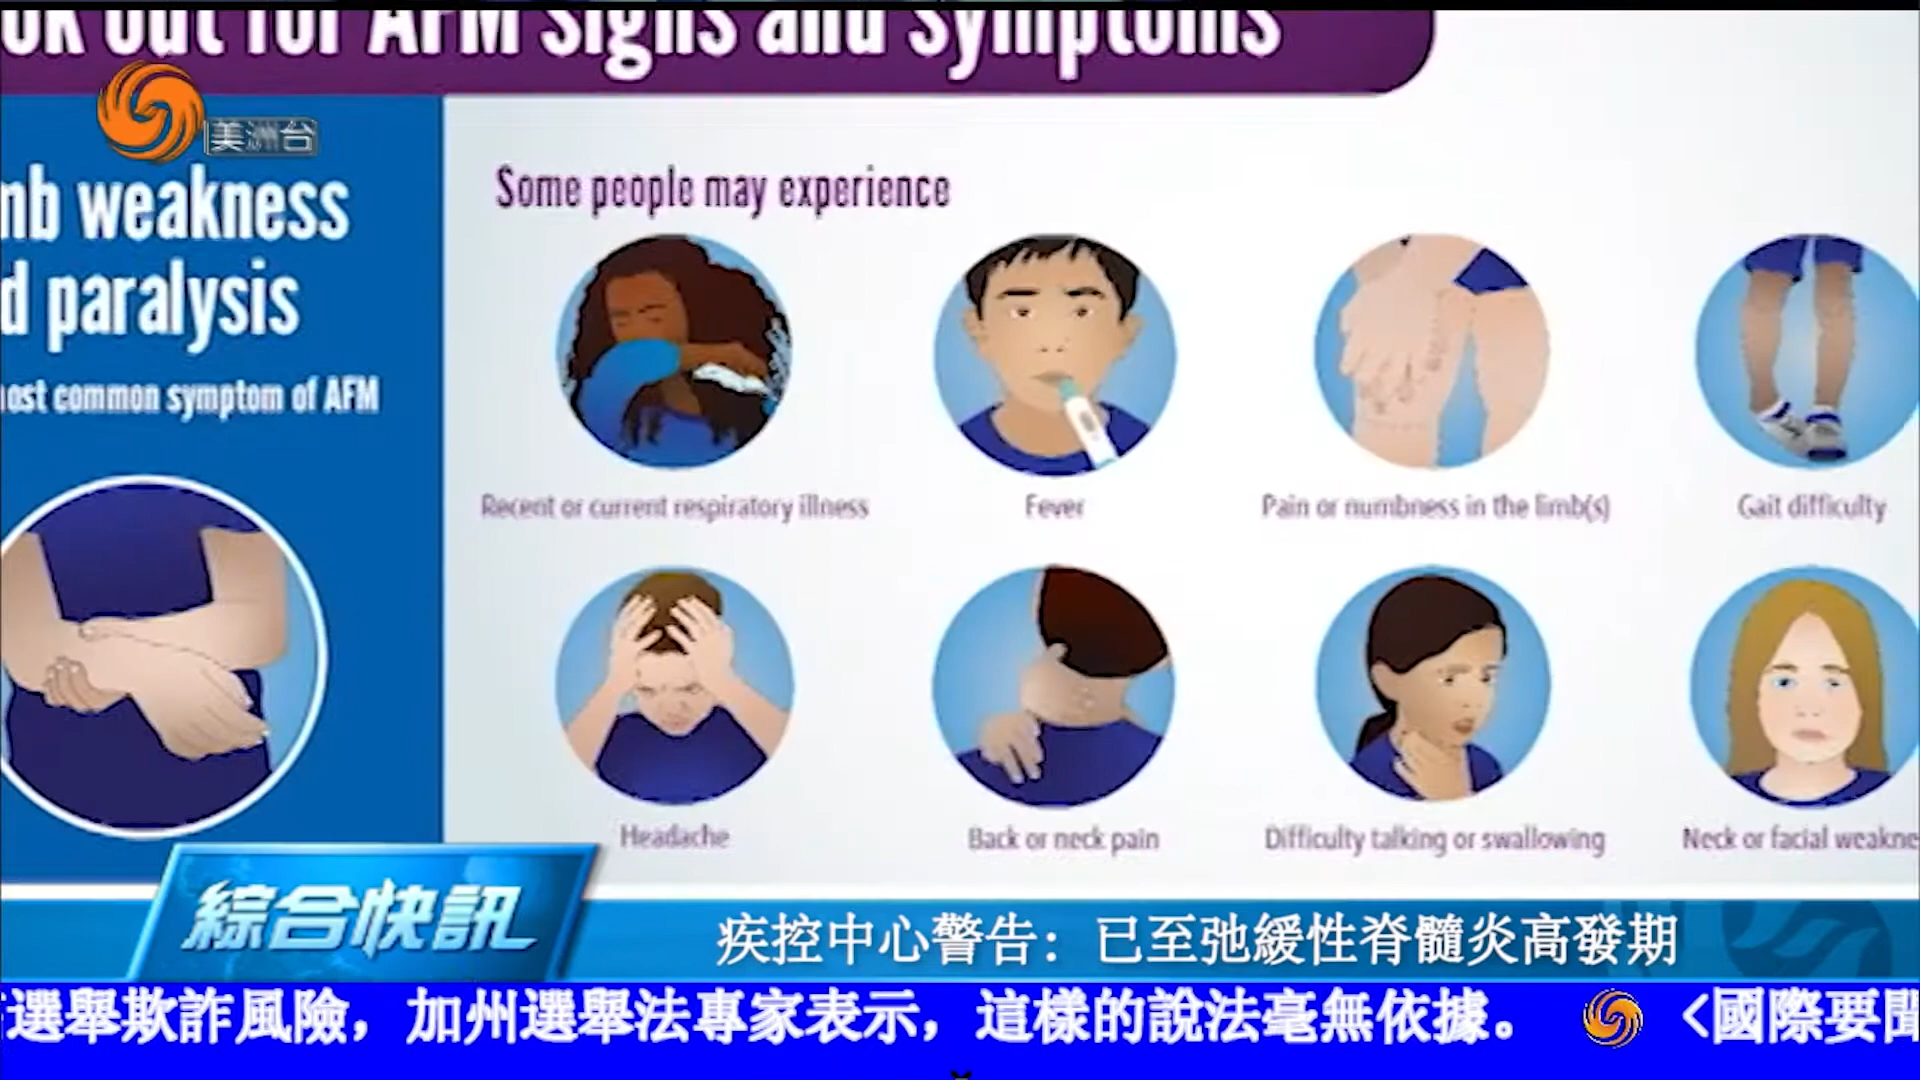 ok out for AFM signs and symptoms
美洲台
mb weakness
d paralysis
most common symptom of AFM
Some people may experience
Recent or current respiratory illness
Fever
Pain or numbness in the limb(s)
Gait difficulty
Headache
Back or neck pain
Difficulty talking or swallowing
Neck or facial weakne
綜合快訊
疾控中心警告：已至弛緩性脊髓炎高發期
選舉欺詐風險，加州選舉法專家表示，這樣的說法毫無依據。 <國際要聞